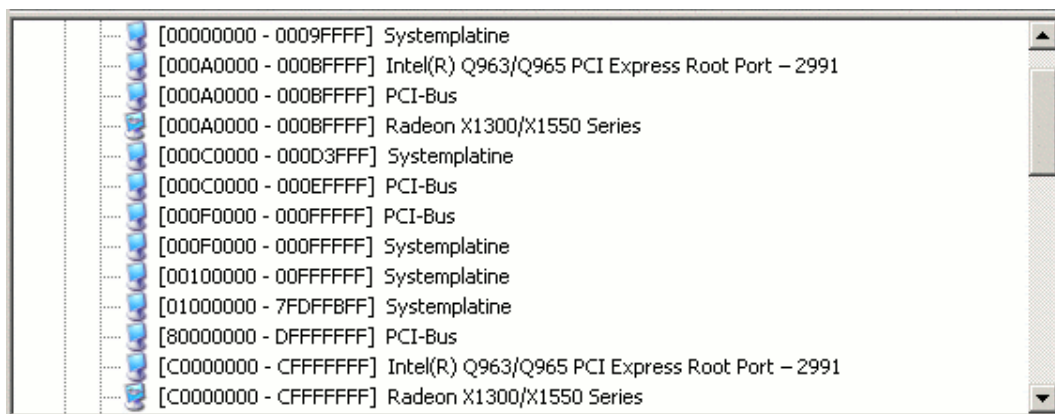 [00000000 - 0009FFFF] Systemplatine
[000A0000 - 000BFFFF] Intel(R) Q963/Q965 PCI Express Root Port – 2991
[000A0000 - 000BFFFF] PCI-Bus
[000A0000 - 000BFFFF] Radeon X1300/X1550 Series
[000C0000 - 000D3FFF] Systemplatine
[000C0000 - 000EFFFF] PCI-Bus
[000F0000 - 000FFFFF] PCI-Bus
[000F0000 - 000FFFFF] Systemplatine
[00100000 - 00FFFFFF] Systemplatine
[01000000 - 7FDFFBFF] Systemplatine
[80000000 - DFFFFFFF] PCI-Bus
[C0000000 - CFFFFFFF] Intel(R) Q963/Q965 PCI Express Root Port – 2991
[C0000000 - CFFFFFFF] Radeon X1300/X1550 Series